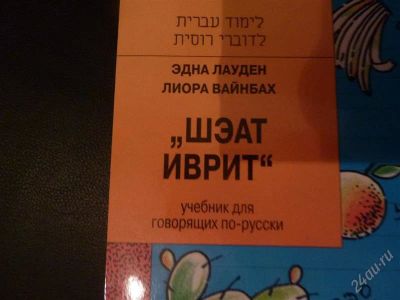 לימוד עברית
לדוברי רוסית
ЭДНА ЛАУДЕН
ЛИОРА ВАЙНБАХ
„ШЭАТ
ИВРИТ“
учебник для
говорящих по-русски
24au.ru